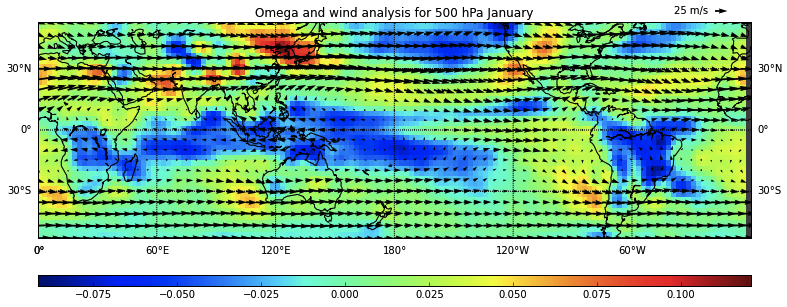 Omega and wind analysis for 500 hPa January
25 m/s
30°N 30°N
0° 0°
30°S 30°S
0° 60°E 120°E 180° 120°W 60°W
−0.075 −0.050 −0.025 0.000 0.025 0.050 0.075 0.100